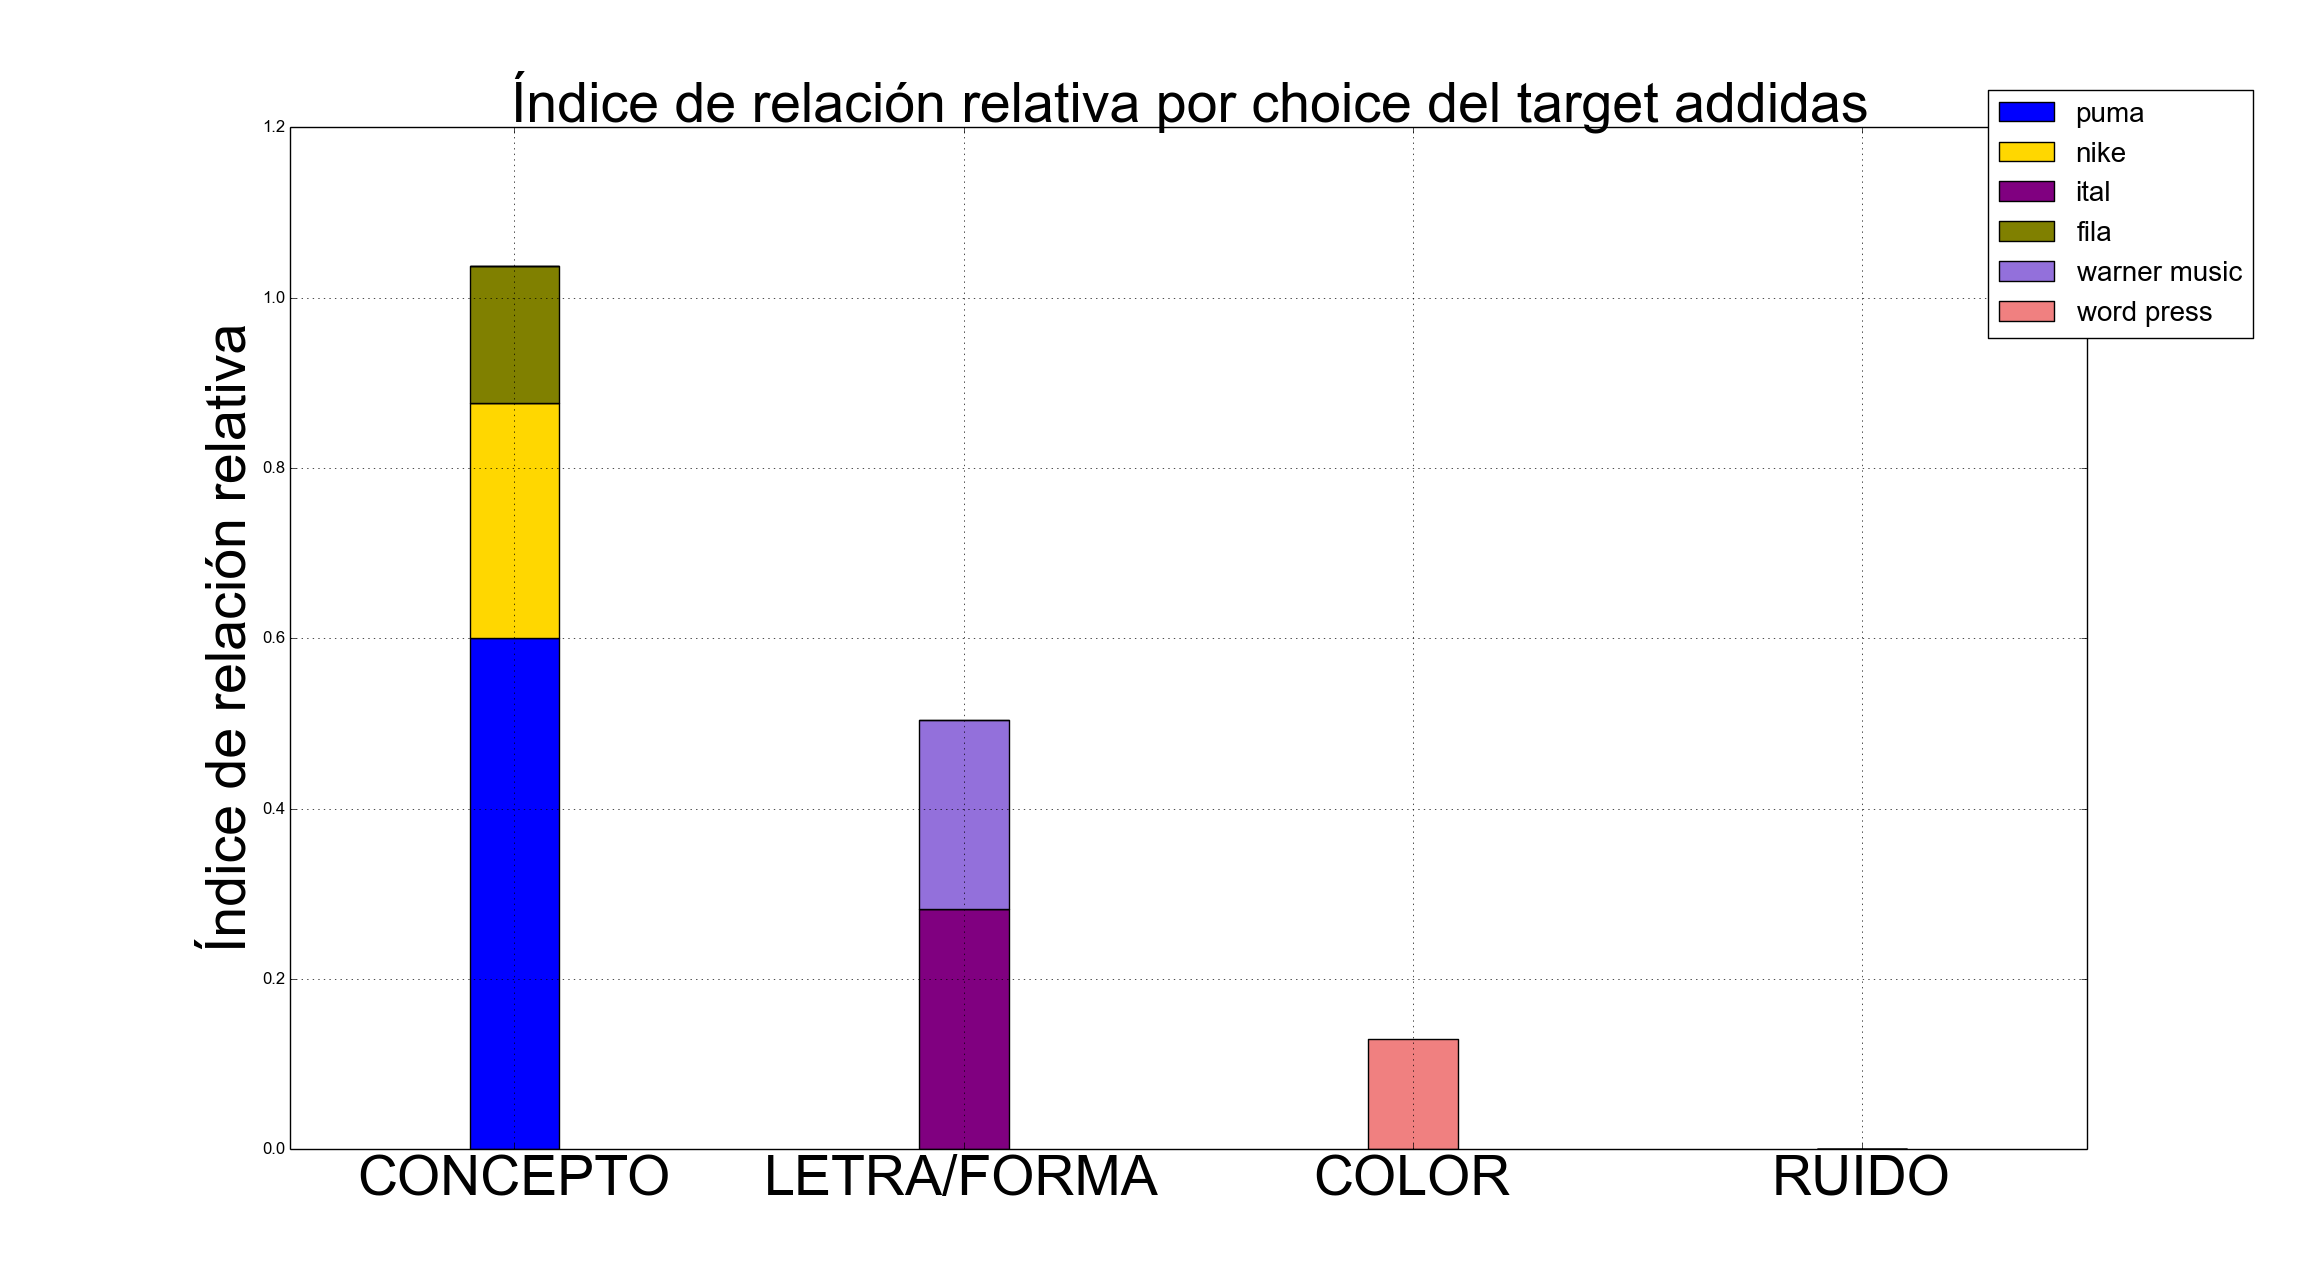 Índice de relación relativa por choice del target addidas
puma
nike
ital
fila
warner music
word press
Índice de relación relativa
1.2
1.0
0.8
0.6
0.4
0.2
0.0
CONCEPTO
LETRA/FORMA
COLOR
RUIDO